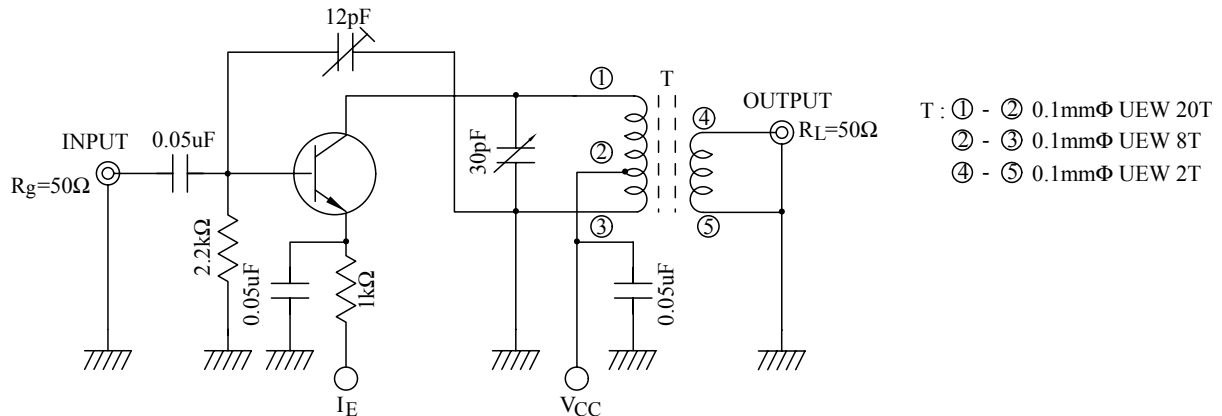 12pF
① T
OUTPUT
④
R_L=50Ω
INPUT
0.05uF
R_g=50Ω
30pF
②
③
⑤
2.2kΩ
0.05uF
1kΩ
0.05uF
I_E
V_CC
T : ① - ② 0.1mmΦ UEW 20T
② - ③ 0.1mmΦ UEW 8T
④ - ⑤ 0.1mmΦ UEW 2T